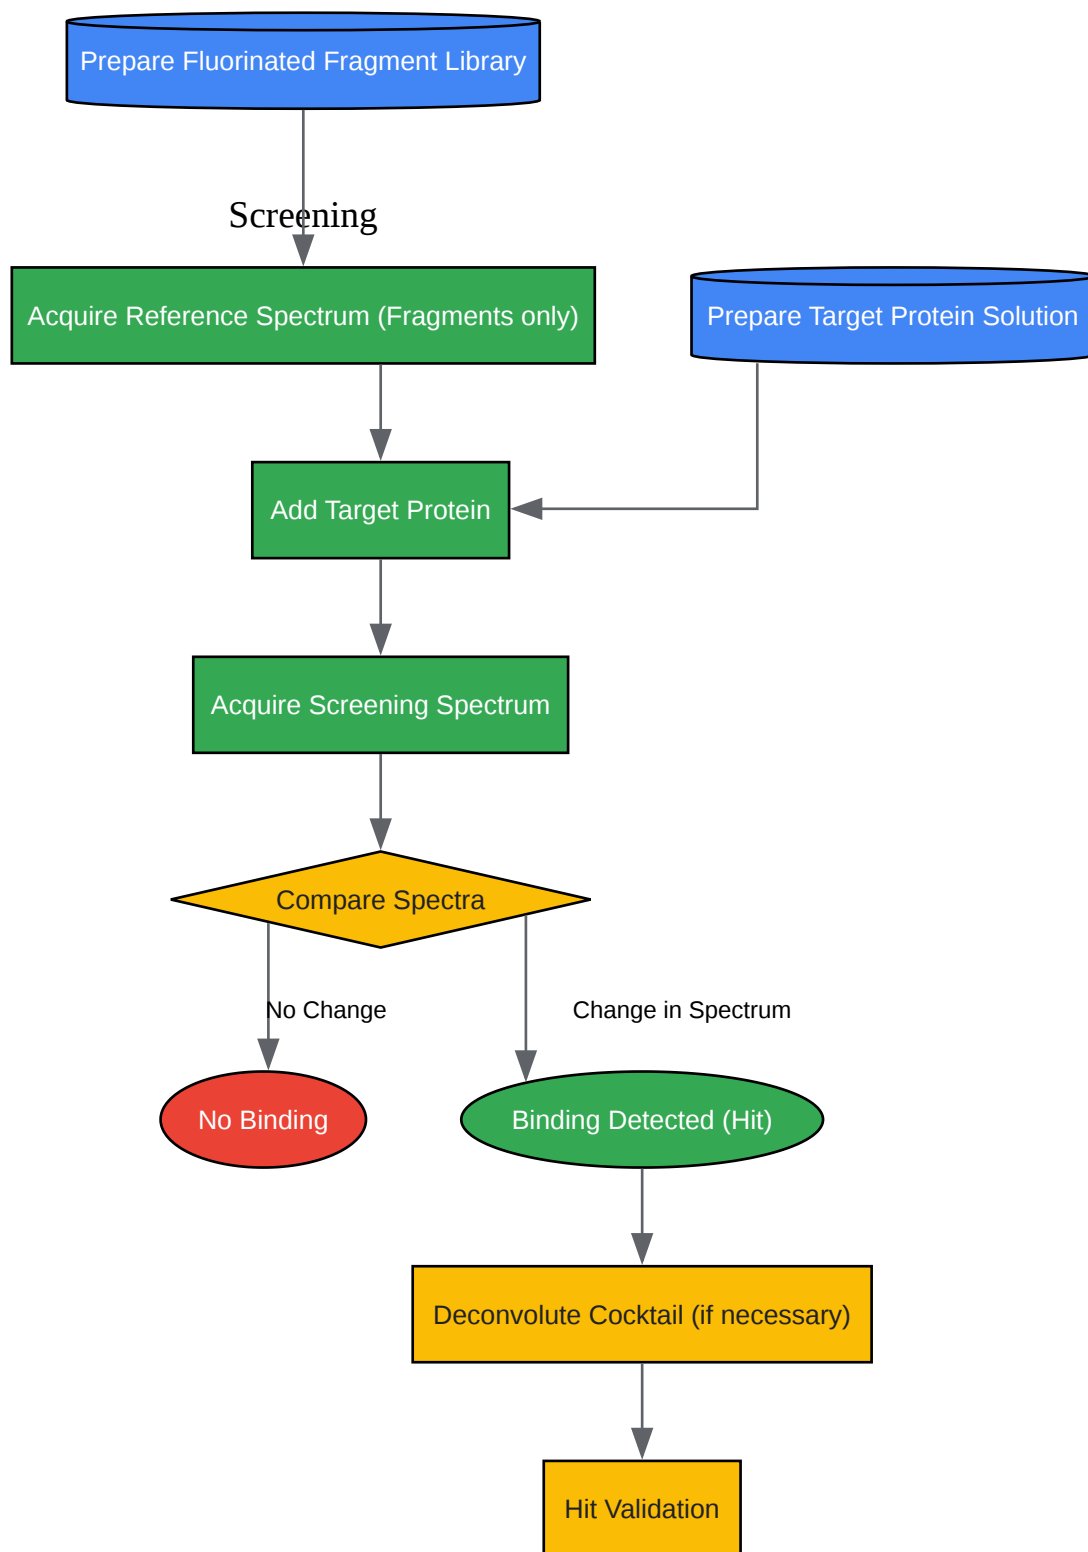 Prepare Fluorinated Fragment Library
Screening
Acquire Reference Spectrum (Fragments only)
Prepare Target Protein Solution
Add Target Protein
Acquire Screening Spectrum
Compare Spectra
No Change
Change in Spectrum
No Binding
Binding Detected (Hit)
Deconvolute Cocktail (if necessary)
Hit Validation